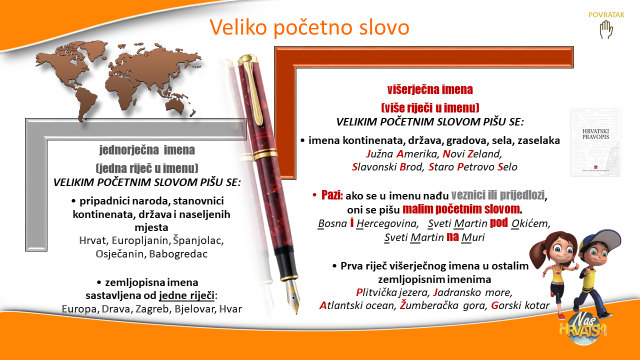 Veliko početno slovo
POVRATAK
jednorječna imena
(jedna riječ u imenu)
VELIKIM POČETNIM SLOVOM PIŠU SE:
• pripadnici naroda, stanovnici
kontinenata, država i naseljenih
mjesta
Hrvat, Europljanin, Španjolac,
Osječanin, Babogredac
• zemljopisna imena
sastavljena od jedne riječi:
Europa, Drava, Zagreb, Bjelovar, Hvar
višerječna imena
(više riječi u imenu)
VELIKIM POČETNIM SLOVOM PIŠU SE:
• imena kontinenata, država, gradova, sela, zaselaka
Južna Amerika, Novi Zeland,
Slavonski Brod, Staro Petrovo Selo
• Pazi: ako se u imenu nađu veznici ili prijedlozi,
oni se pišu malim početnim slovom.
Bosna i Hercegovina, Sveti Martin pod Okićem,
Sveti Martin na Muri
• Prva riječ višerječnog imena u ostalim
zemljopisnim imenima
Plitvička jezera, Jadransko more,
Atlantski ocean, Žumberačka gora, Gorski kotar
HRVATSKI
PRAVOPIS
Naš
HRVATSKI